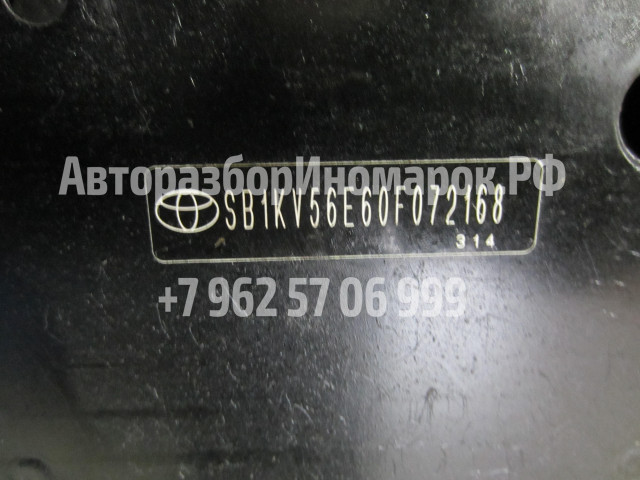 АвторазборИномарок.РФ
SB1KV56E60F072168
314
+7 962 57 06 999